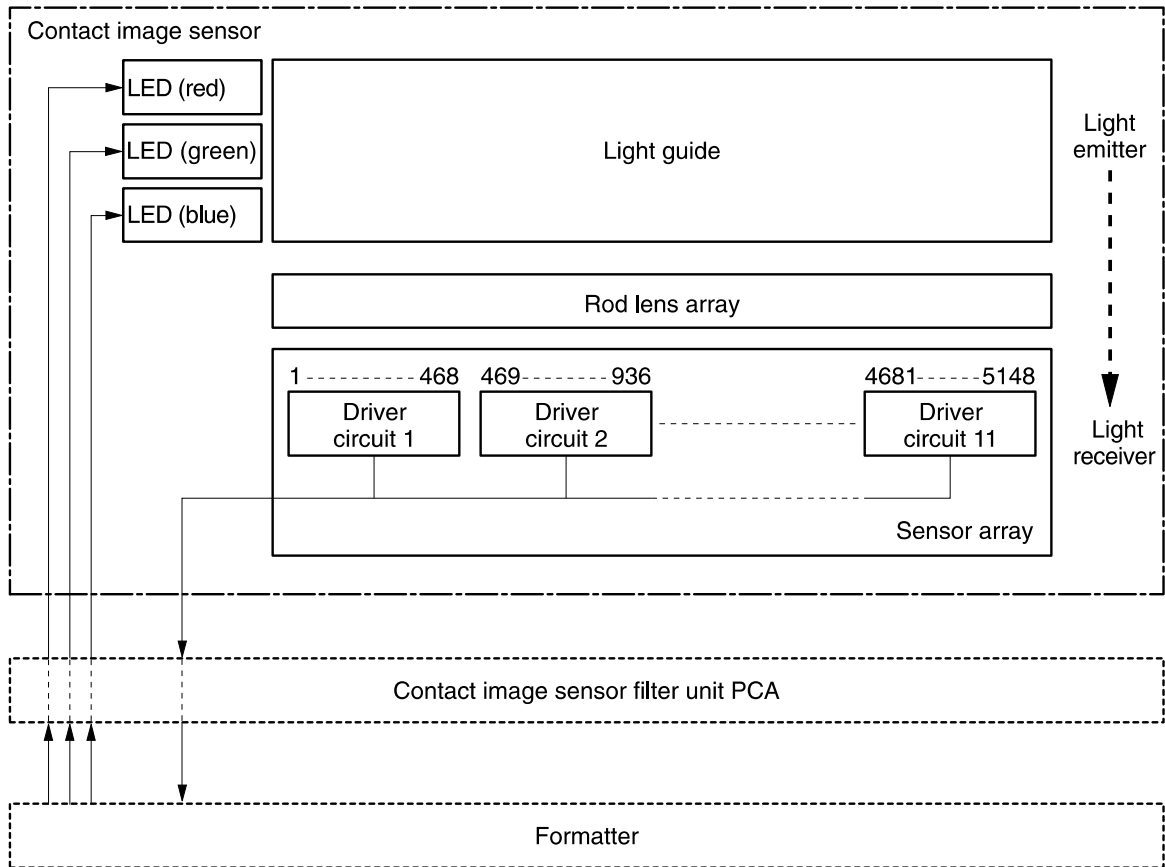 Contact image sensor
LED (red)
LED (green)
LED (blue)
Light guide
Light
emitter
Rod lens array
1 468 469 936 4681 5148
Driver
circuit 1
Driver
circuit 2
Driver
circuit 11
Light
receiver
Sensor array
Contact image sensor filter unit PCA
Formatter